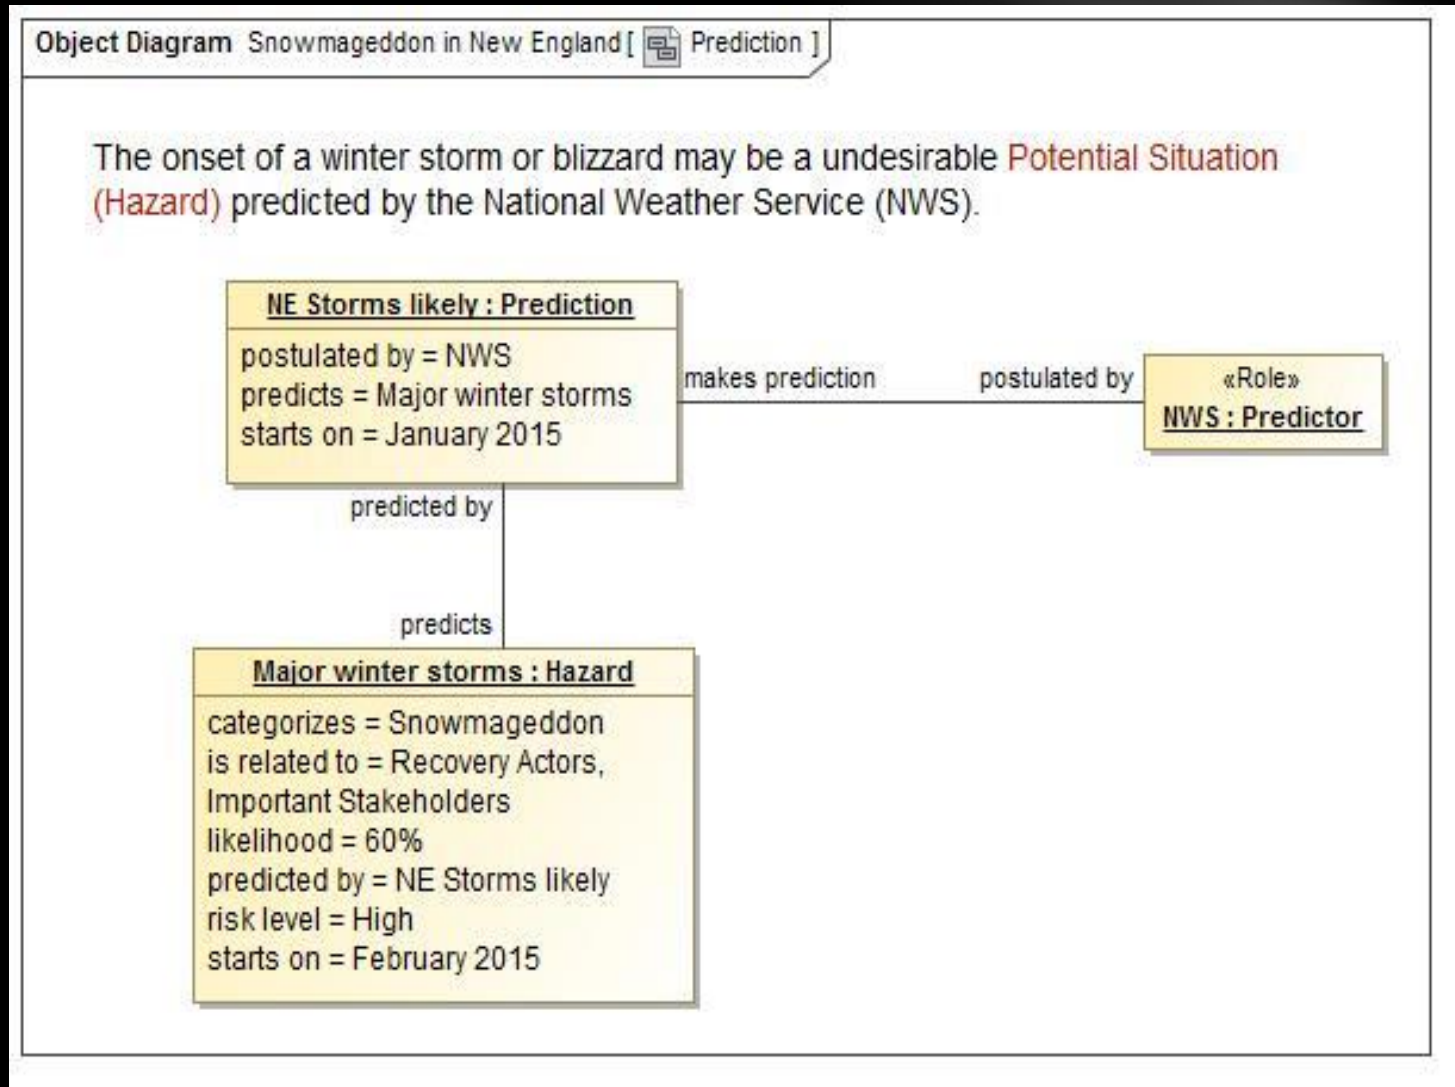 Object Diagram Snowmageddon in New England [ Prediction ]
The onset of a winter storm or blizzard may be a undesirable Potential Situation
(Hazard) predicted by the National Weather Service (NWS).
NE Storms likely : Prediction
postulated by = NWS
predicts = Major winter storms
starts on = January 2015
makes prediction
postulated by
«Role»
NWS : Predictor
predicted by
predicts
Major winter storms : Hazard
categorizes = Snowmageddon
is related to = Recovery Actors,
Important Stakeholders
likelihood = 60%
predicted by = NE Storms likely
risk level = High
starts on = February 2015